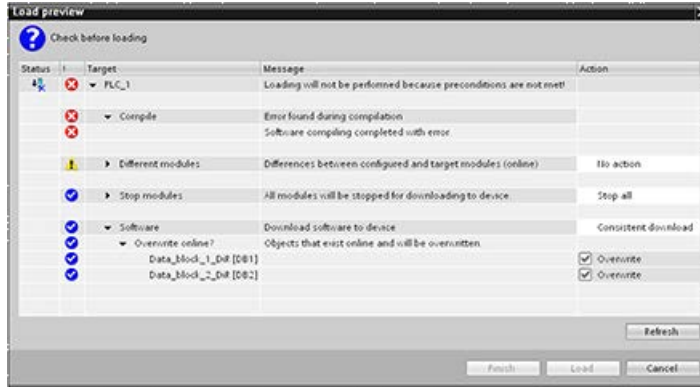 Load preview
Check before loading
Status ! Target Message Action
PLC_1 Loading will not be performed because preconditions are not met!
Compile Error found during compilation
Software compiling completed with error
Different modules Differences between configured and target modules (online) No action
Stop modules All modules will be stopped for downloading to device. Stop all
Software Download software to device Consistent download
Overwrite online? Objects that exist online and will be overwritten.
Data_block_1_Dif [DB1] Overwrite
Data_block_2_Dif [DB2] Overwrite
Refresh
Finish Load Cancel